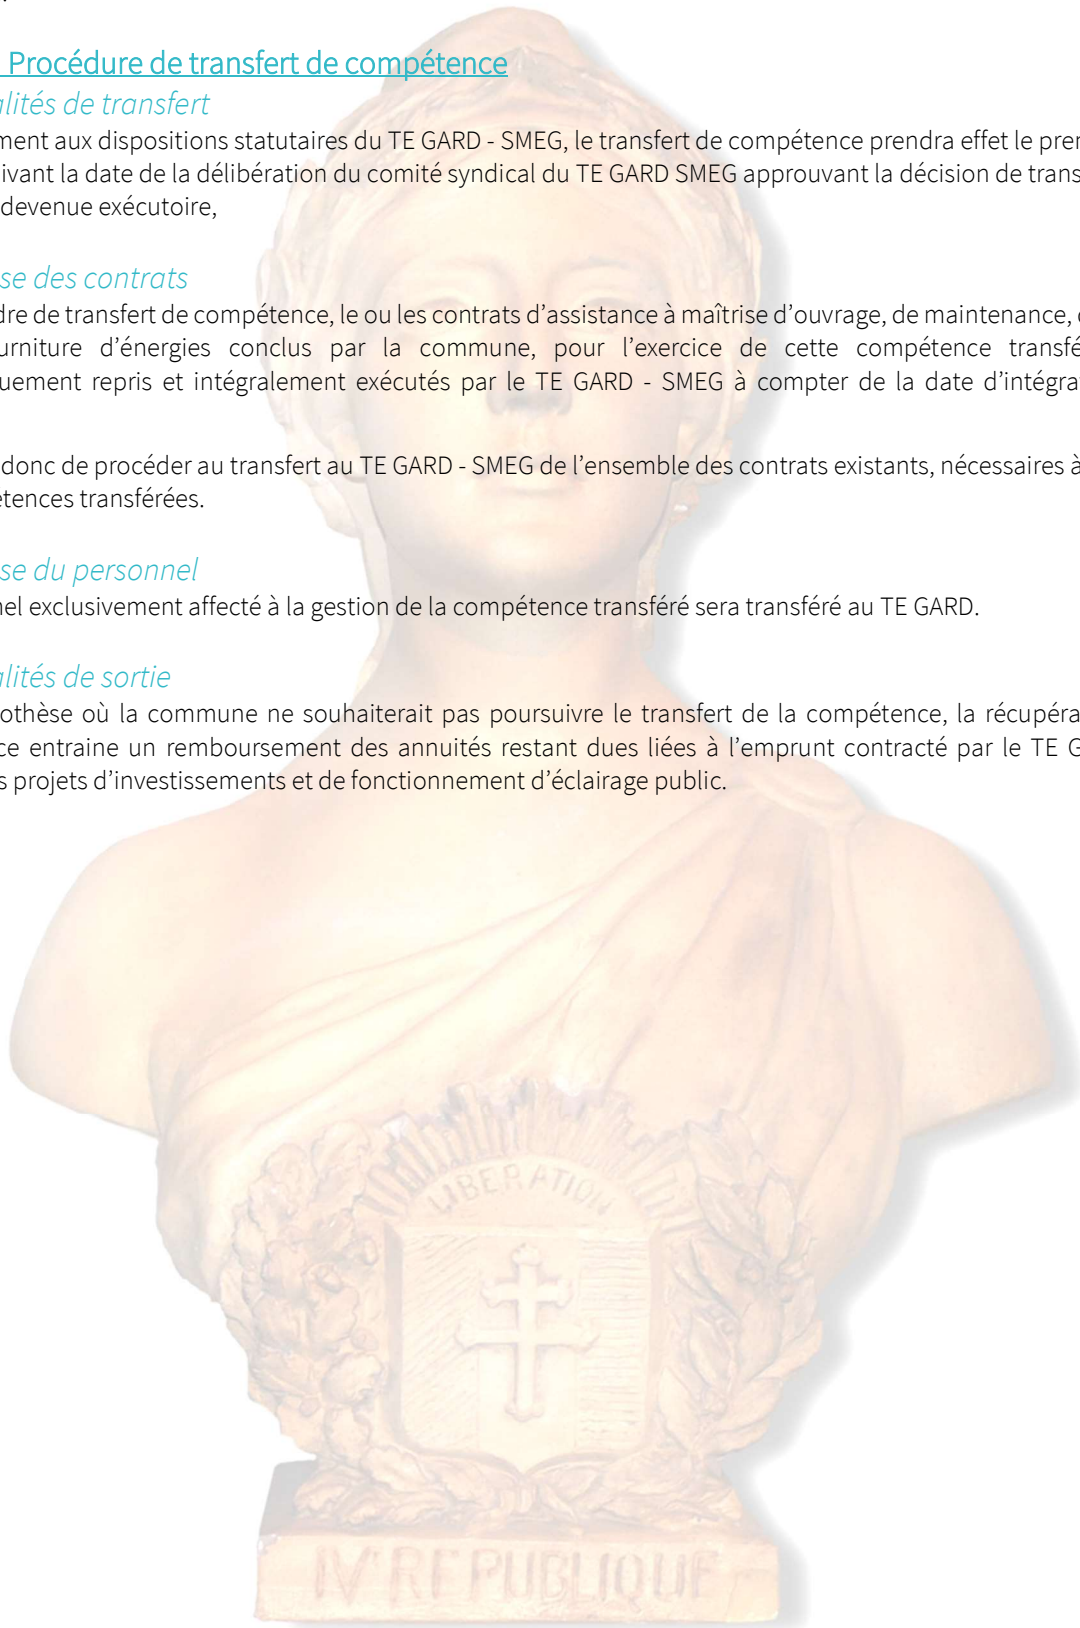 Procédure de transfert de compétence
alités de transfert
ment aux dispositions statutaires du TE GARD - SMEG, le transfert de compétence prendra effet le pren
ivant la date de la délibération du comité syndical du TE GARD SMEG approuvant la décision de trans
devenue exécutoire,
se des contrats
dre de transfert de compétence, le ou les contrats d’assistance à maîtrise d’ouvrage, de maintenance,
urniture d’énergies conclus par la commune, pour l’exercice de cette compétence transfé
uement repris et intégralement exécutés par le TE GARD - SMEG à compter de la date d’intégrat
donc de procéder au transfert au TE GARD - SMEG de l’ensemble des contrats existants, nécessaires à
étences transférées.
se du personnel
nel exclusivement affecté à la gestion de la compétence transféré sera transféré au TE GARD.
alités de sortie
othèse où la commune ne souhaiterait pas poursuivre le transfert de la compétence, la récupéra
ce entraine un remboursement des annuités restant dues liées à l’emprunt contracté par le TE G
s projets d’investissements et de fonctionnement d’éclairage public.
LIBERATION
IVᵉ REPUBLIQUE